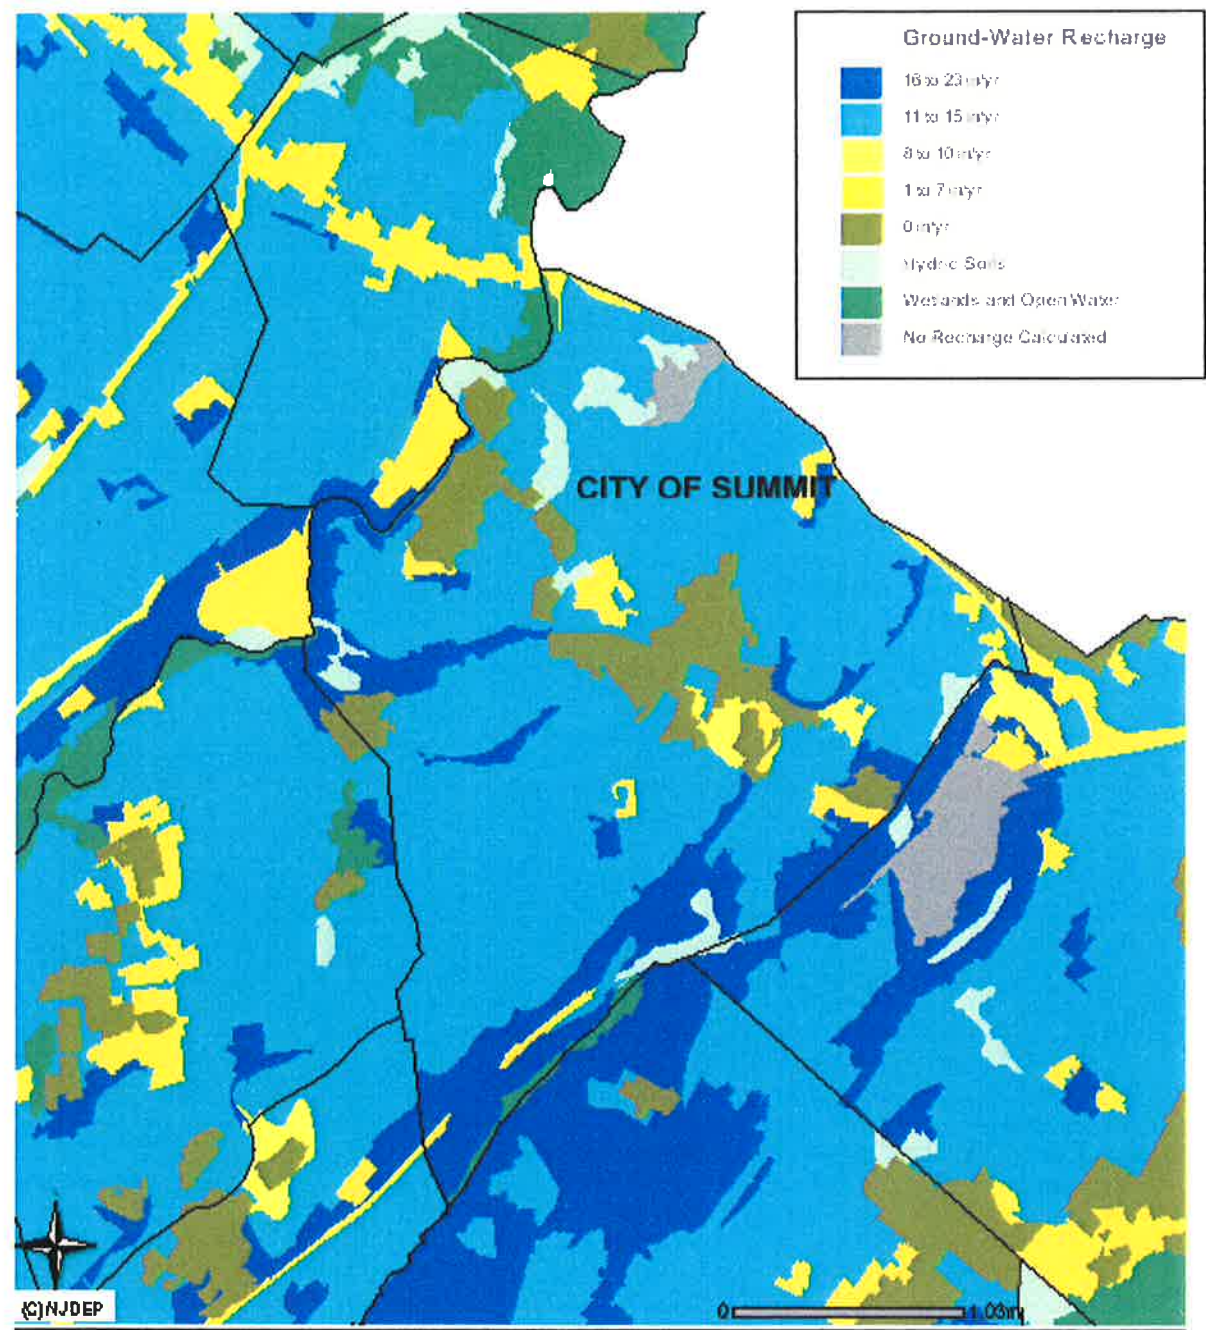 Ground-Water Recharge
16 to 23 in/yr
11 to 15 in/yr
8 to 10 in/yr
1 to 7 in/yr
0 in/yr
Hydric Soils
Wetlands and Open Water
No Recharge Calculated
CITY OF SUMMIT
(C)NJDEP
0 1.03mi